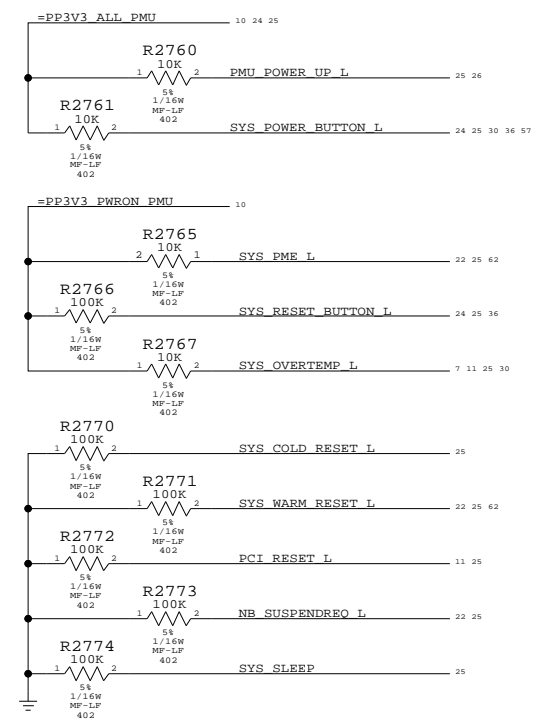 =PP3V3_ALL_PMU 10 24 25
R2760
10K
1 2 PMU_POWER_UP_L 25 26
5%
1/16W
MF-LF
402
R2761
10K
1 2 SYS_POWER_BUTTON_L 24 25 30 36 57
5%
1/16W
MF-LF
402
=PP3V3_PWRON_PMU 10
R2765
10K
2 1 SYS_PME_L 22 25 62
5%
1/16W
MF-LF
402
R2766
100K
1 2 SYS_RESET_BUTTON_L 24 25 36
5%
1/16W
MF-LF
402
R2767
10K
1 2 SYS_OVERTEMP_L 7 11 25 30
5%
1/16W
MF-LF
402
R2770
100K
1 2 SYS_COLD_RESET_L 25
5%
1/16W
MF-LF
402
R2771
100K
1 2 SYS_WARM_RESET_L 22 25 62
5%
1/16W
MF-LF
402
R2772
100K
1 2 PCI_RESET_L 11 25
5%
1/16W
MF-LF
402
R2773
100K
1 2 NB_SUSPENDREQ_L 22 25
5%
1/16W
MF-LF
402
R2774
100K
1 2 SYS_SLEEP 25
5%
1/16W
MF-LF
402